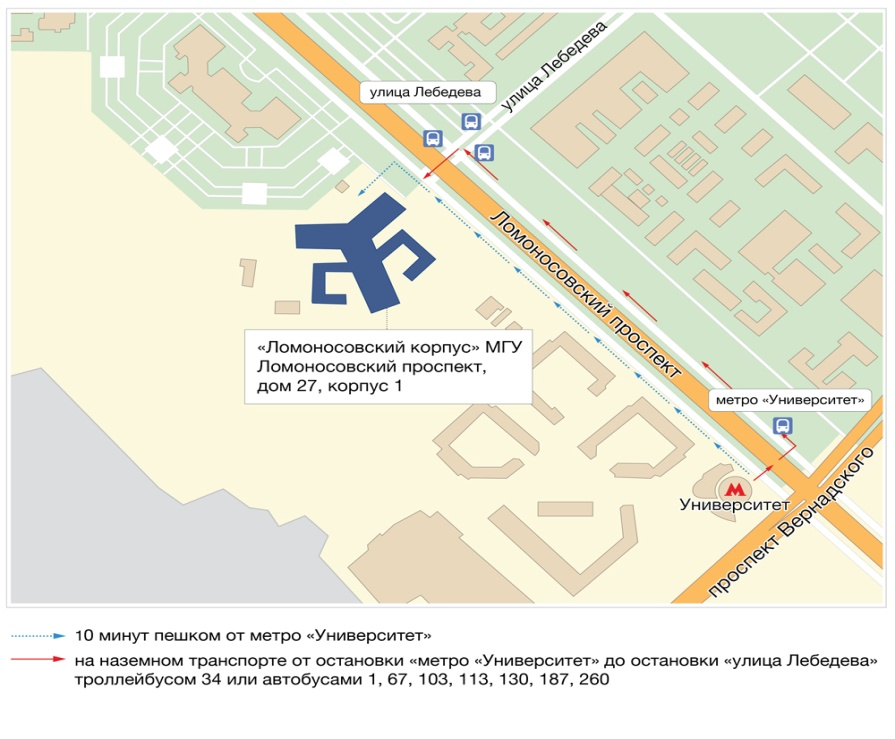 улица Лебедева
улица Лебедева
Ломоносовский проспект
«Ломоносовский корпус» МГУ
Ломоносовский проспект,
дом 27, корпус 1
метро «Университет»
М
Университет
проспект Вернадского
10 минут пешком от метро «Университет»
на наземном транспорте от остановки «метро «Университет» до остановки «улица Лебедева»
троллейбусом 34 или автобусами 1, 67, 103, 113, 130, 187, 260